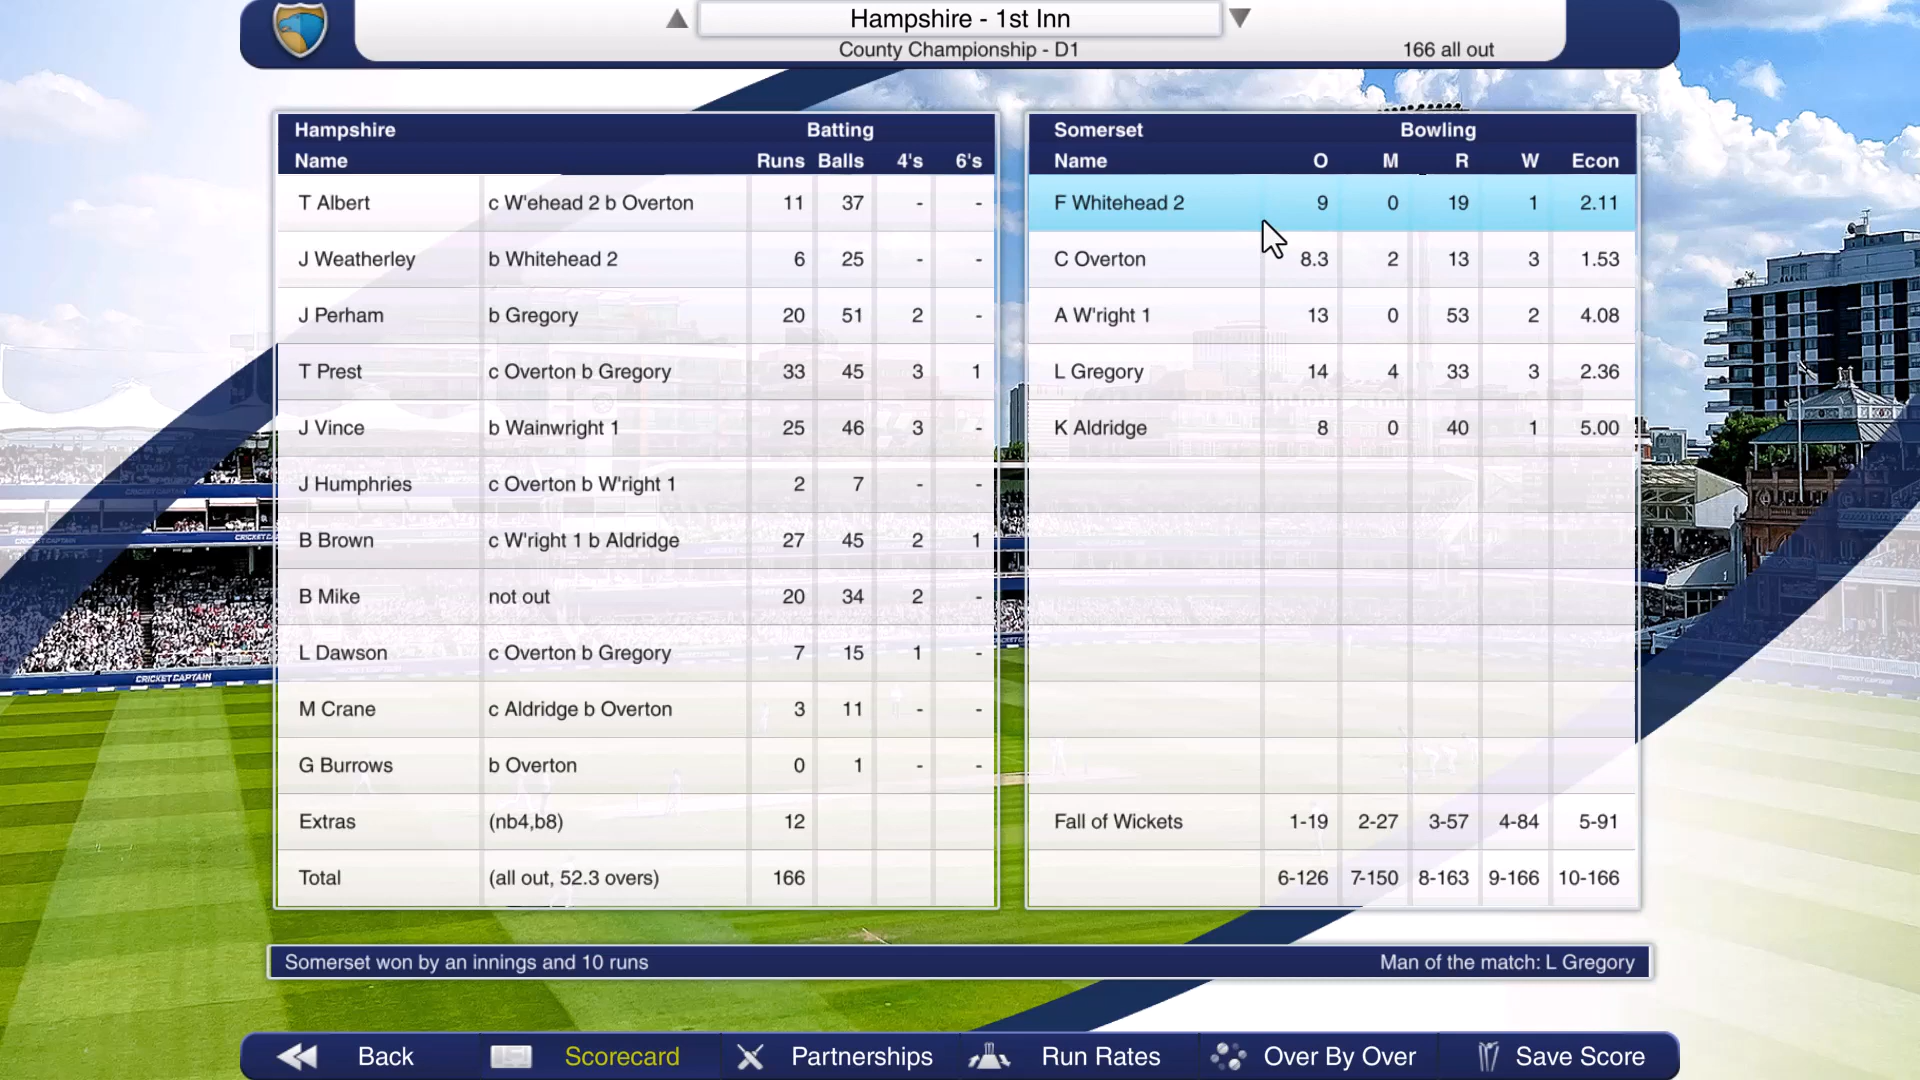 Hampshire - 1st Inn
County Championship - D1
166 all out
Hampshire Batting
Name Runs Balls 4's 6's
T Albert c W'ehead 2 b Overton 11 37 - -
J Weatherley b Whitehead 2 6 25 - -
J Perham b Gregory 20 51 2 -
T Prest c Overton b Gregory 33 45 3 1
J Vince b Wainwright 1 25 46 3 -
J Humphries c Overton b W'right 1 2 7 - -
B Brown c W'right 1 b Aldridge 27 45 2 1
B Mike not out 20 34 2 -
L Dawson c Overton b Gregory 7 15 1 -
M Crane c Aldridge b Overton 3 11 - -
G Burrows b Overton 0 1 - -
Extras (nb4,b8) 12
Total (all out, 52.3 overs) 166
Somerset Bowling
Name O M R W Econ
F Whitehead 2 9 0 19 1 2.11
C Overton 8.3 2 13 3 1.53
A W'right 1 13 0 53 2 4.08
L Gregory 14 4 33 3 2.36
K Aldridge 8 0 40 1 5.00
Fall of Wickets 1-19 2-27 3-57 4-84 5-91
6-126 7-150 8-163 9-166 10-166
CRICKET CAPTAIN
Somerset won by an innings and 10 runs
Man of the match: L Gregory
Back
Scorecard
Partnerships
Run Rates
Over By Over
Save Score